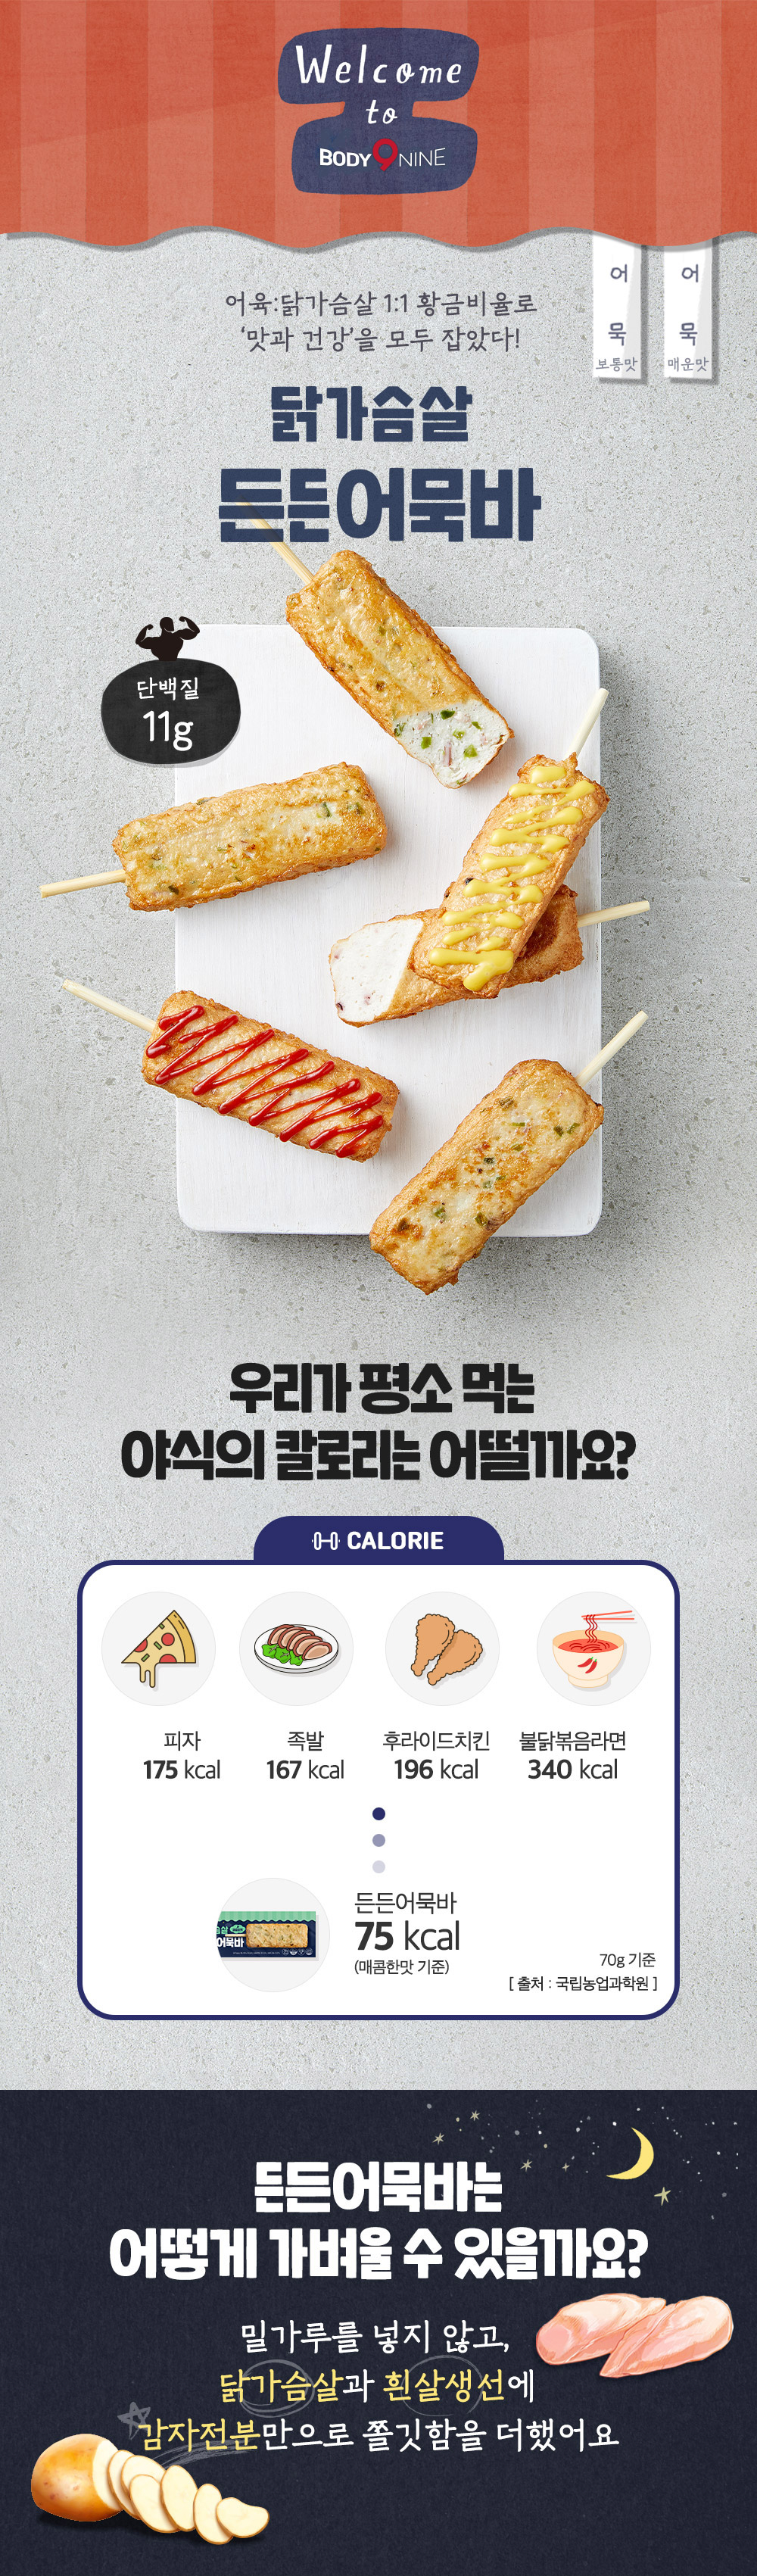 Welcome
to
BODY 9 NINE
어묵 보통맛
어묵 매운맛
어육:닭가슴살 1:1 황금비율로
‘맛과 건강’을 모두 잡았다!
닭가슴살
든든어묵바
단백질
11g
우리가 평소 먹는
야식의 칼로리는 어떨까요?
CALORIE
피자 족발 후라이드치킨 불닭볶음라면
175 kcal 167 kcal 196 kcal 340 kcal
어묵바
든든어묵바
75 kcal
(매콤한맛 기준)
70g 기준
[ 출처 : 국립농업과학원 ]
든든어묵바는
어떻게 가벼울 수 있을까요?
밀가루를 넣지 않고,
닭가슴살과 흰살생선에
감자전분만으로 쫄깃함을 더했어요